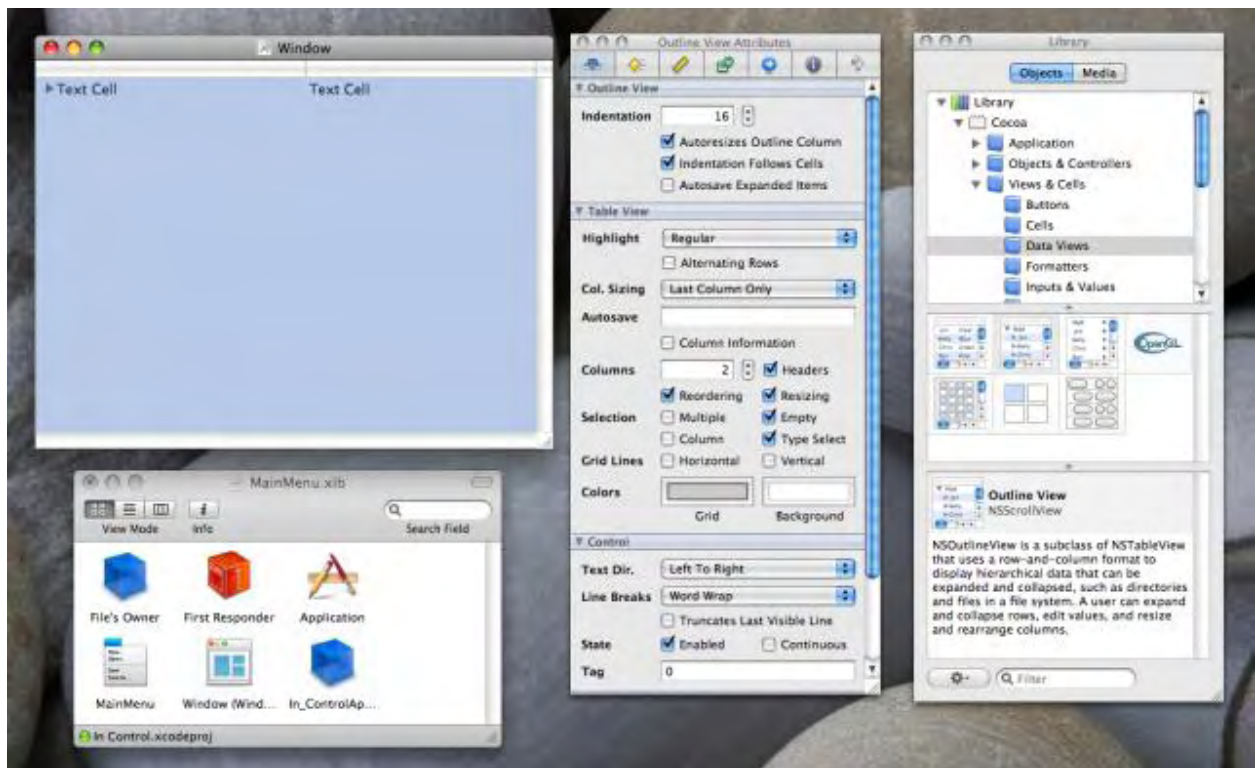 Window
Text Cell Text Cell
MainMenu.xib
View Mode Info Search Field
File's Owner First Responder Application
MainMenu Window (Wind... In_ControlAp...
In Control.xcodeproj
Outline View Attributes
Outline View
Indentation 16
Autoresizes Outline Column
Indentation Follows Cells
Autosave Expanded Items
Table View
Highlight Regular
Alternating Rows
Col. Sizing Last Column Only
Autosave
Column Information
Columns 2 Headers
Reordering Resizing
Selection Multiple Empty
Column Type Select
Grid Lines Horizontal Vertical
Colors
Grid Background
Control
Text Dir. Left To Right
Line Breaks Word Wrap
Truncates Last Visible Line
State Enabled Continuous
Tag 0
Library
Objects Media
Library
Cocoa
Application
Objects & Controllers
Views & Cells
Buttons
Cells
Data Views
Formatters
Inputs & Values
OpenGL
Outline View
NSScrollView
NSOutlineView is a subclass of NSTableView
that uses a row-and-column format to
display hierarchical data that can be
expanded and collapsed, such as directories
and files in a file system. A user can expand
and collapse rows, edit values, and resize
and rearrange columns.
Filter